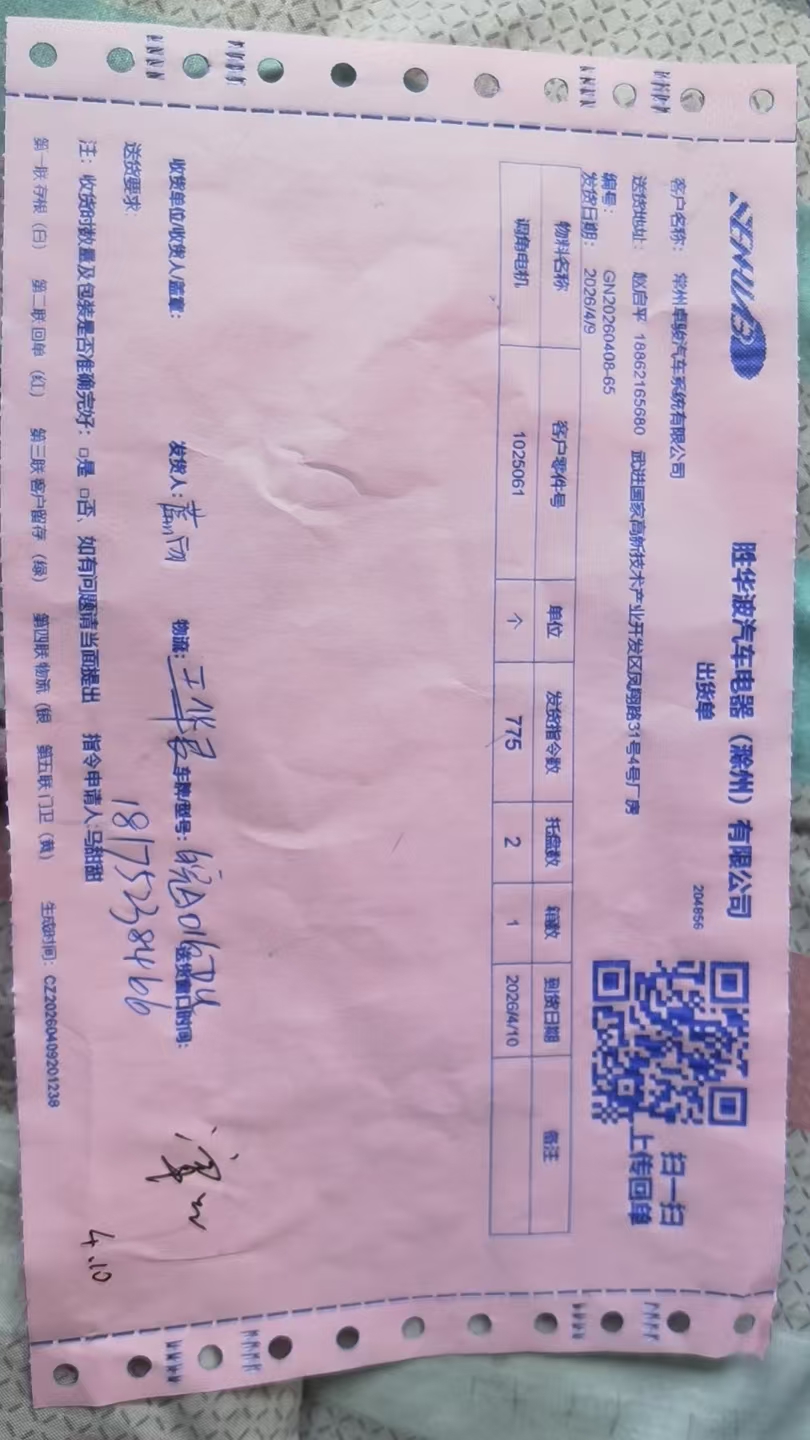 SENHWEB
胜华波汽车电器（滁州）有限公司
出货单
204856
扫一扫
上传回单
客户名称： 常州卓骏汽车系统有限公司
送货地址： 赵启平 18862165680 武进国家高新技术产业开发区凤翔路31号4号厂房
编号： GN20260408-65
发货日期： 2026/4/9
物料名称 客户零件号 单位 发货指令数 托盘数 箱数 到货日期 备注
调角电机 1025061 个 775 2 1 2026/4/10
收货单位/收货人/盖章： 发货人： 物流： 车牌/型号： 送货窗口时间：
18175238466
送货要求：
注：收货时数量及包装是否准确完好：□是 □否、如有问题请当面提出 指令申请人:马甜甜
4.10
第一联 存根（白） 第二联 回单（红） 第三联 客户留存（绿） 第四联 物流（蓝 第五联 门卫（黄） 生成时间：CZ20260409201238